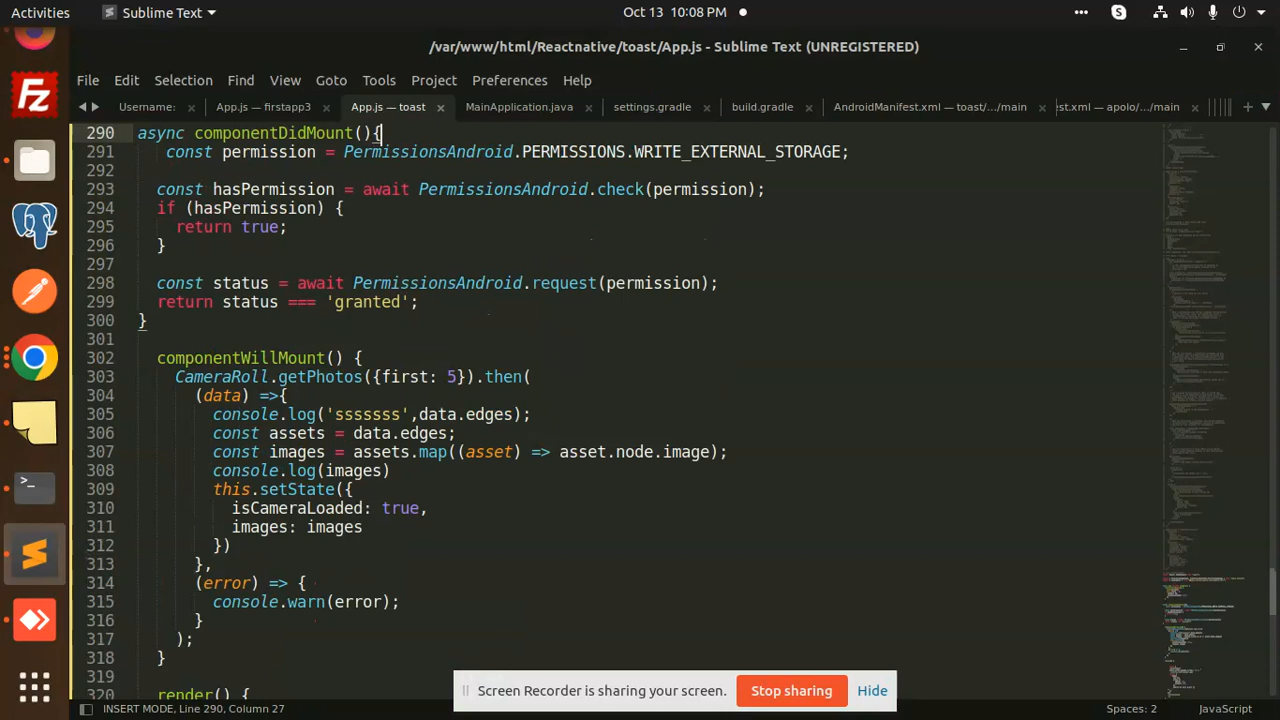 Activities
Sublime Text
Oct 13 10:08 PM
/var/www/html/Reactnative/toast/App.js - Sublime Text (UNREGISTERED)
File Edit Selection Find View Goto Tools Project Preferences Help
Username:
App.js — firstapp3
App.js — toast
MainApplication.java
settings.gradle
build.gradle
AndroidManifest.xml — toast/…/main
est.xml — apolo/…/main
290 async componentDidMount(){
291 const permission = PermissionsAndroid.PERMISSIONS.WRITE_EXTERNAL_STORAGE;
292
293 const hasPermission = await PermissionsAndroid.check(permission);
294 if (hasPermission) {
295 return true;
296 }
297
298 const status = await PermissionsAndroid.request(permission);
299 return status === 'granted';
300 }
301
302 componentWillMount() {
303 CameraRoll.getPhotos({first: 5}).then(
304 (data) =>{
305 console.log('sssssss',data.edges);
306 const assets = data.edges;
307 const images = assets.map((asset) => asset.node.image);
308 console.log(images)
309 this.setState({
310 isCameraLoaded: true,
311 images: images
312 })
313 },
314 (error) => {
315 console.warn(error);
316 }
317 );
318 }
319
320 render() {
Screen Recorder is sharing your screen.
Stop sharing
Hide
INSERT MODE, Line 290, Column 27
Spaces: 2
JavaScript